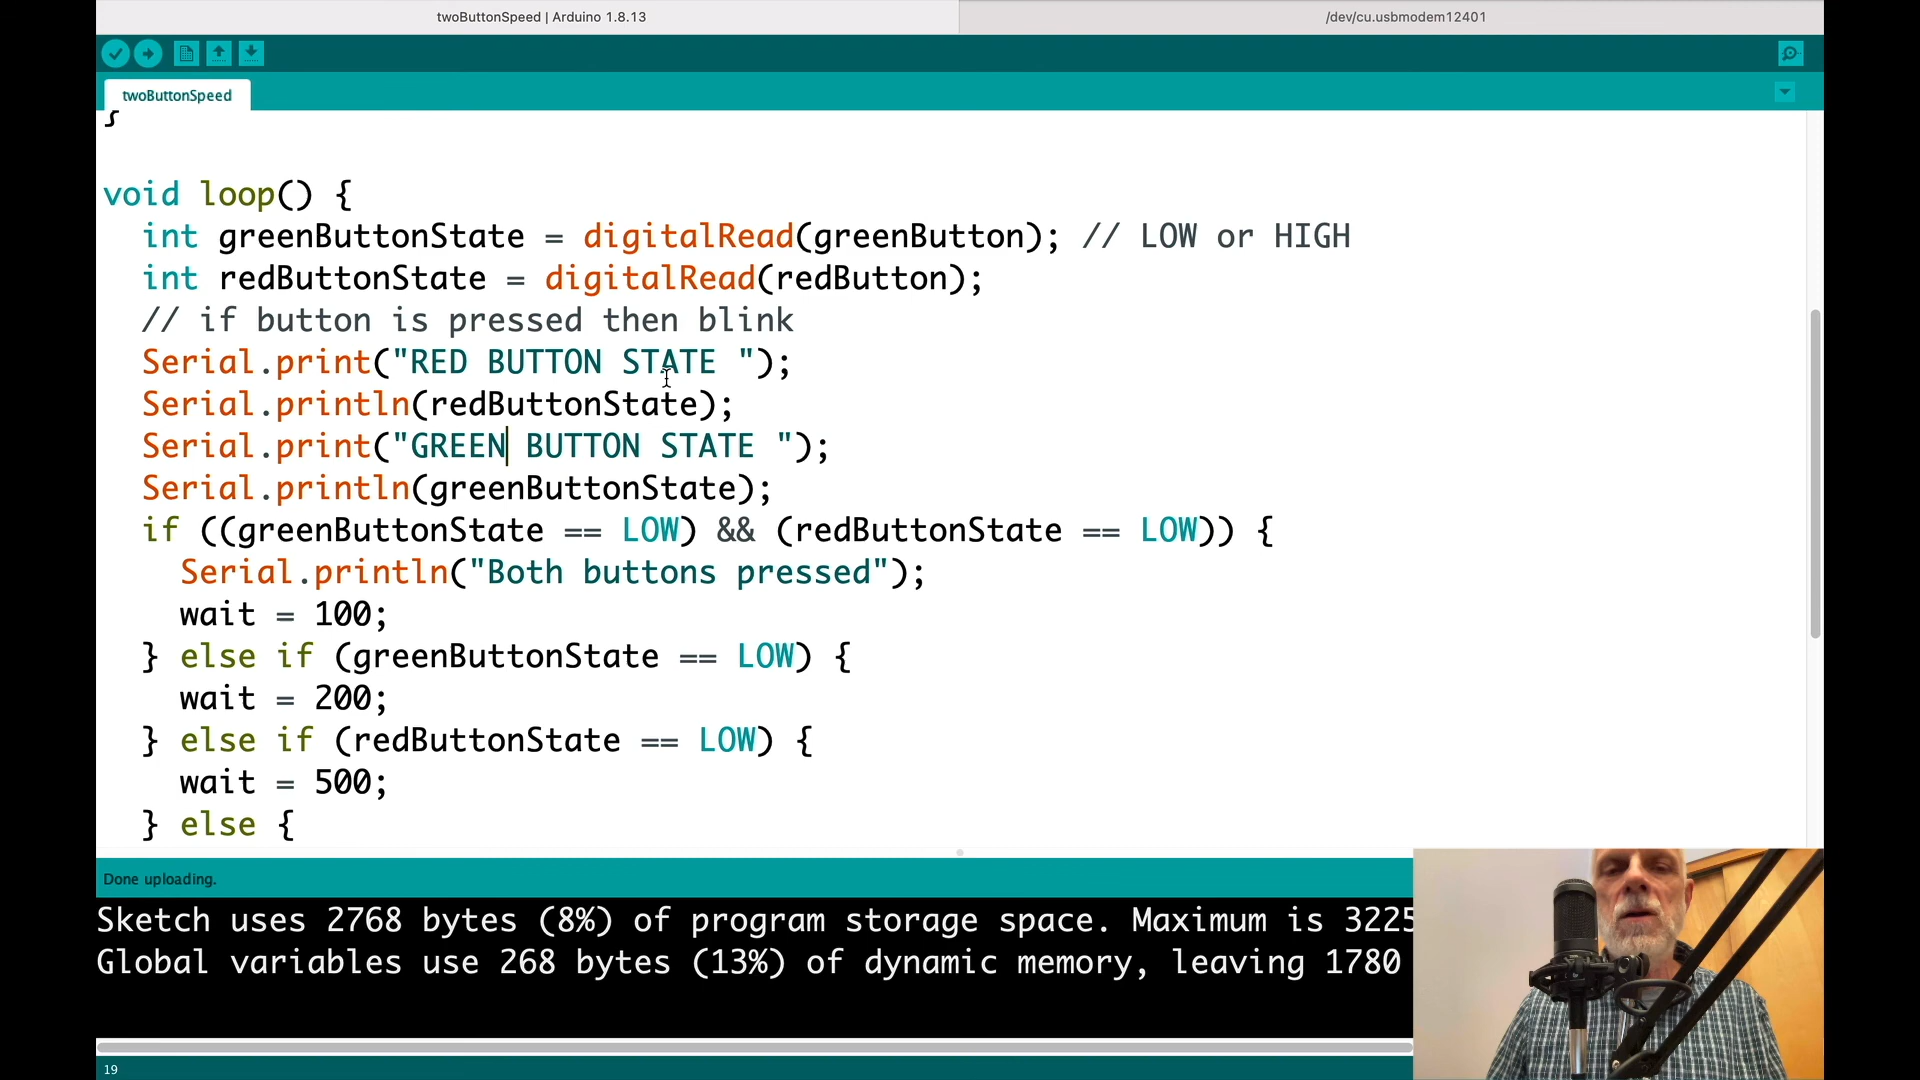 twoButtonSpeed | Arduino 1.8.13
/dev/cu.usbmodem12401
twoButtonSpeed
}
void loop() {
int greenButtonState = digitalRead(greenButton); // LOW or HIGH
int redButtonState = digitalRead(redButton);
// if button is pressed then blink
Serial.print("RED BUTTON STATE ");
Serial.println(redButtonState);
Serial.print("GREEN BUTTON STATE ");
Serial.println(greenButtonState);
if ((greenButtonState == LOW) && (redButtonState == LOW)) {
Serial.println("Both buttons pressed");
wait = 100;
} else if (greenButtonState == LOW) {
wait = 200;
} else if (redButtonState == LOW) {
wait = 500;
} else {
Done uploading.
Sketch uses 2768 bytes (8%) of program storage space. Maximum is 3225
Global variables use 268 bytes (13%) of dynamic memory, leaving 1780
19